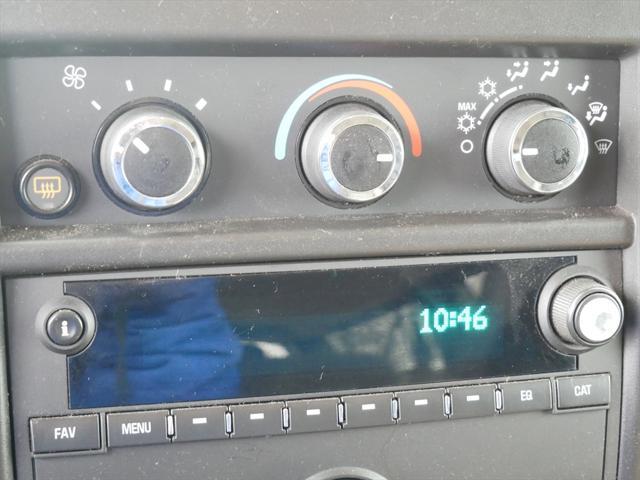 MAX
10:46
i
FAV
MENU
EQ
CAT